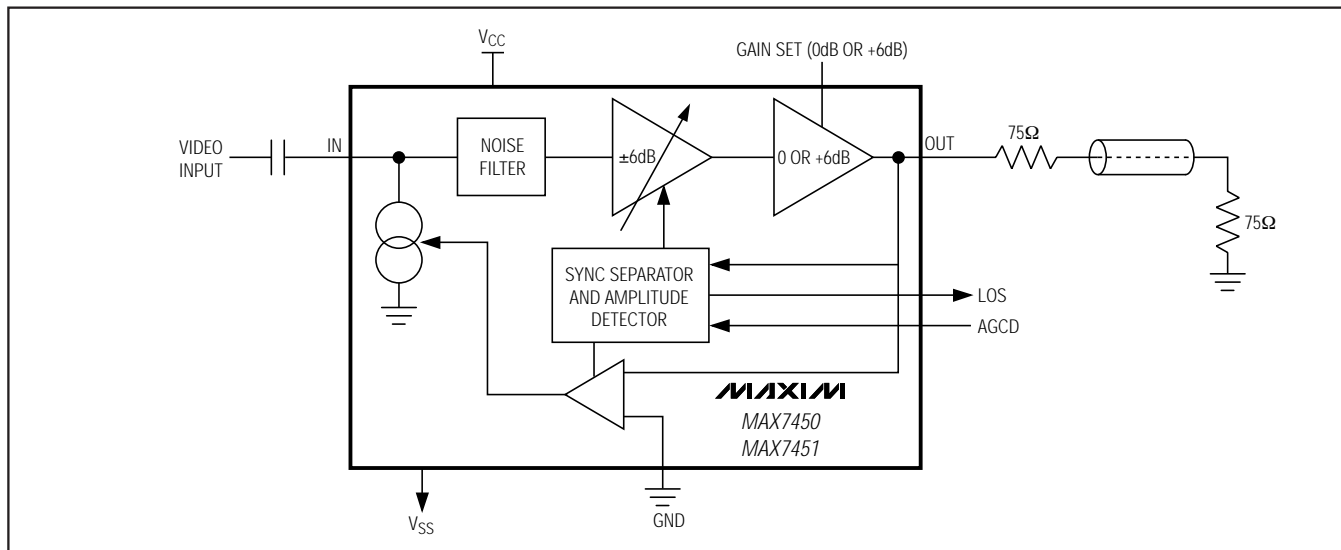 V_CC
GAIN SET (0dB OR +6dB)
VIDEO
INPUT
IN
NOISE
FILTER
±6dB
0 OR +6dB
OUT
75Ω
75Ω
SYNC SEPARATOR
AND AMPLITUDE
DETECTOR
LOS
AGCD
MAXIM
MAX7450
MAX7451
V_SS
GND